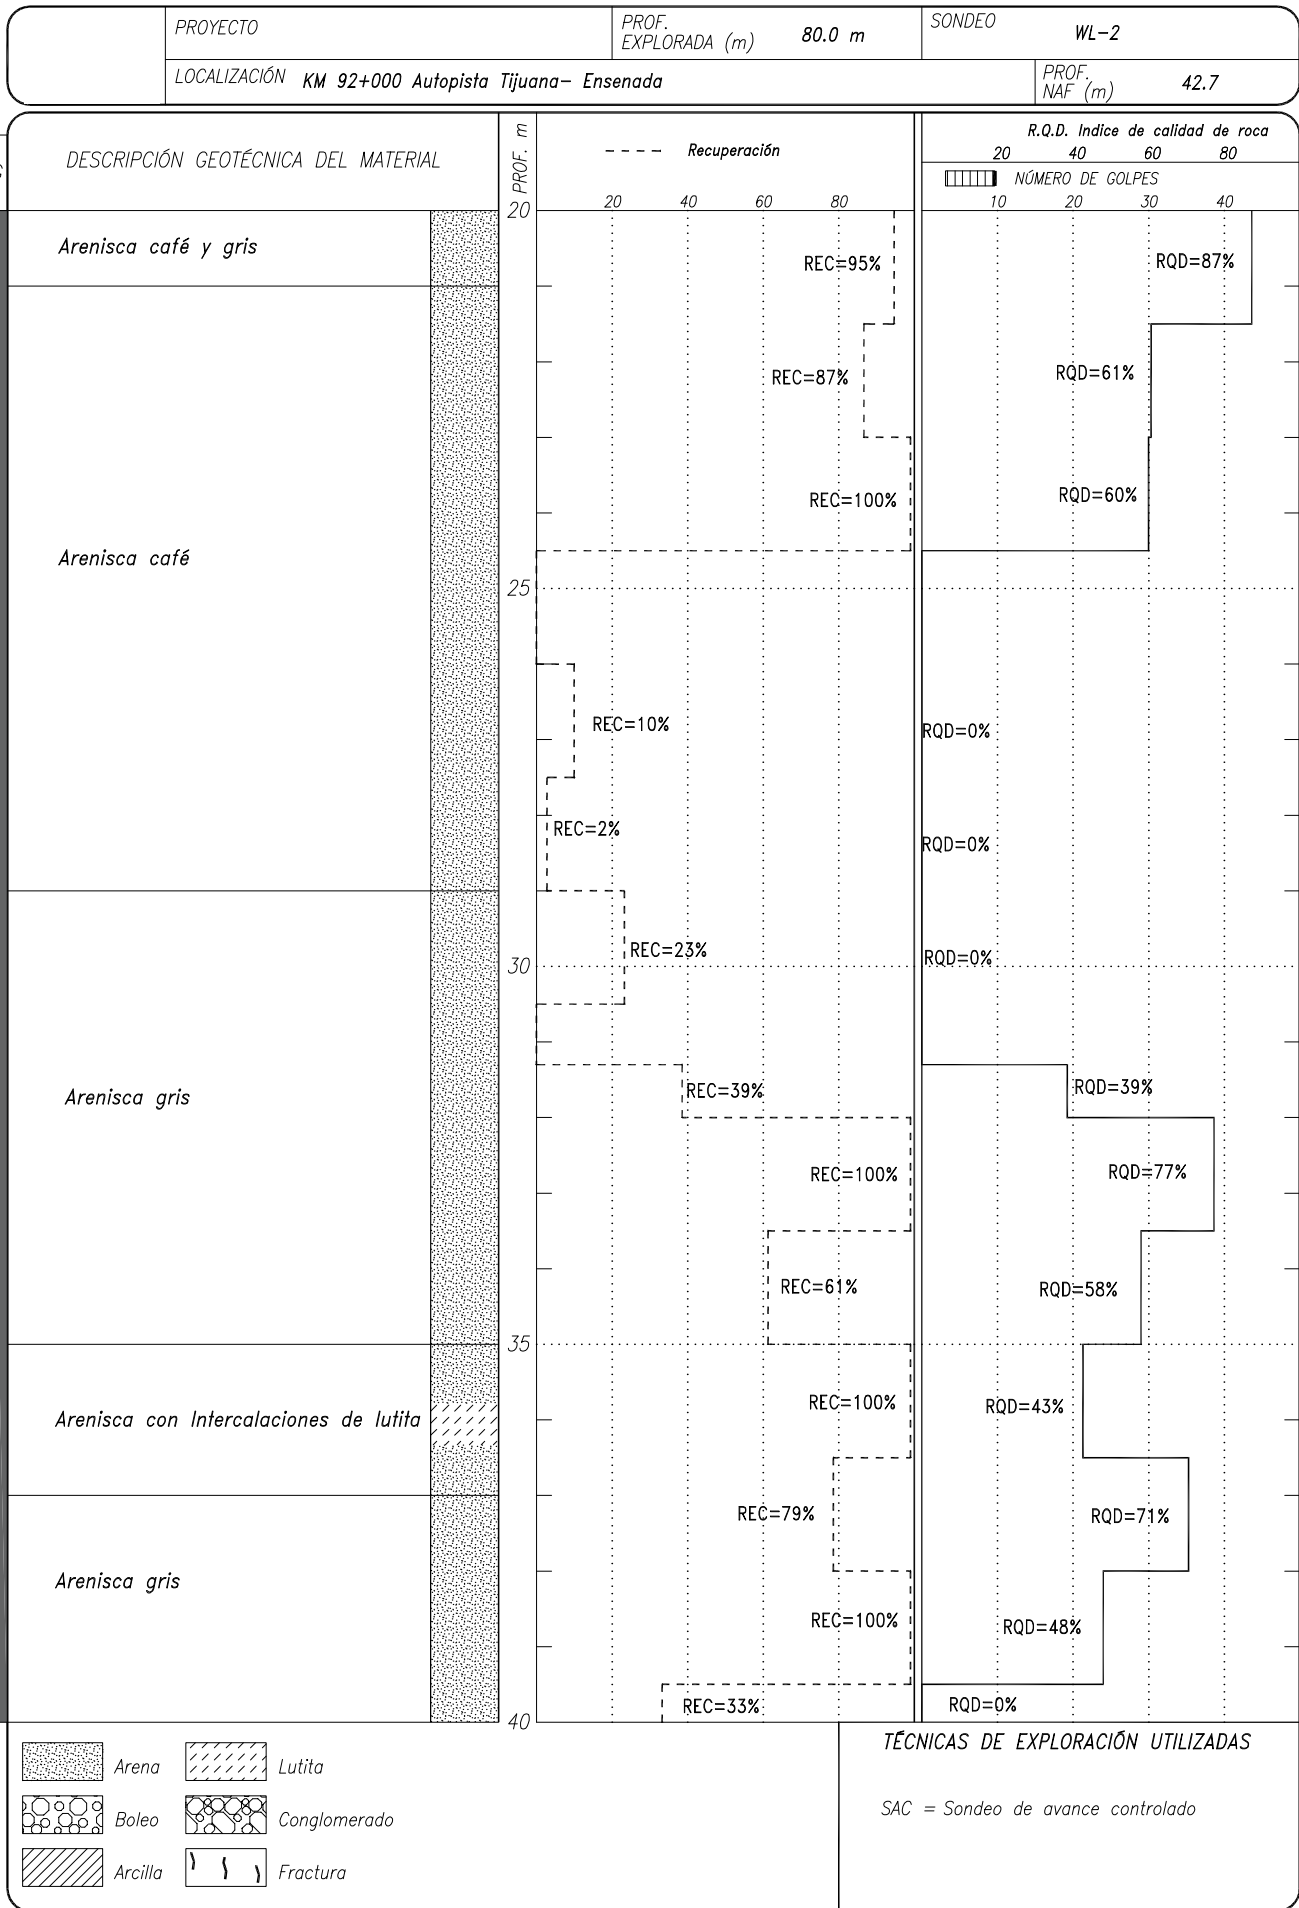 PROYECTO
PROF.
EXPLORADA (m)
80.0 m
SONDEO
WL-2
LOCALIZACIÓN
KM 92+000 Autopista Tijuana- Ensenada
PROF.
NAF (m)
42.7
DESCRIPCIÓN GEOTÉCNICA DEL MATERIAL
PROF. m
Recuperación
R.Q.D. Indice de calidad de roca
20 40 60 80
NÚMERO DE GOLPES
20 40 60 80
10 20 30 40
20
Arenisca café y gris
REC=95%
RQD=87%
REC=87%
RQD=61%
REC=100%
RQD=60%
Arenisca café
25
REC=10%
RQD=0%
REC=2%
RQD=0%
REC=23%
RQD=0%
30
Arenisca gris
REC=39%
RQD=39%
REC=100%
RQD=77%
REC=61%
RQD=58%
35
Arenisca con Intercalaciones de lutita
REC=100%
RQD=43%
REC=79%
RQD=71%
Arenisca gris
REC=100%
RQD=48%
REC=33%
RQD=0%
40
Arena
Lutita
Boleo
Conglomerado
Arcilla
Fractura
TÉCNICAS DE EXPLORACIÓN UTILIZADAS
SAC = Sondeo de avance controlado